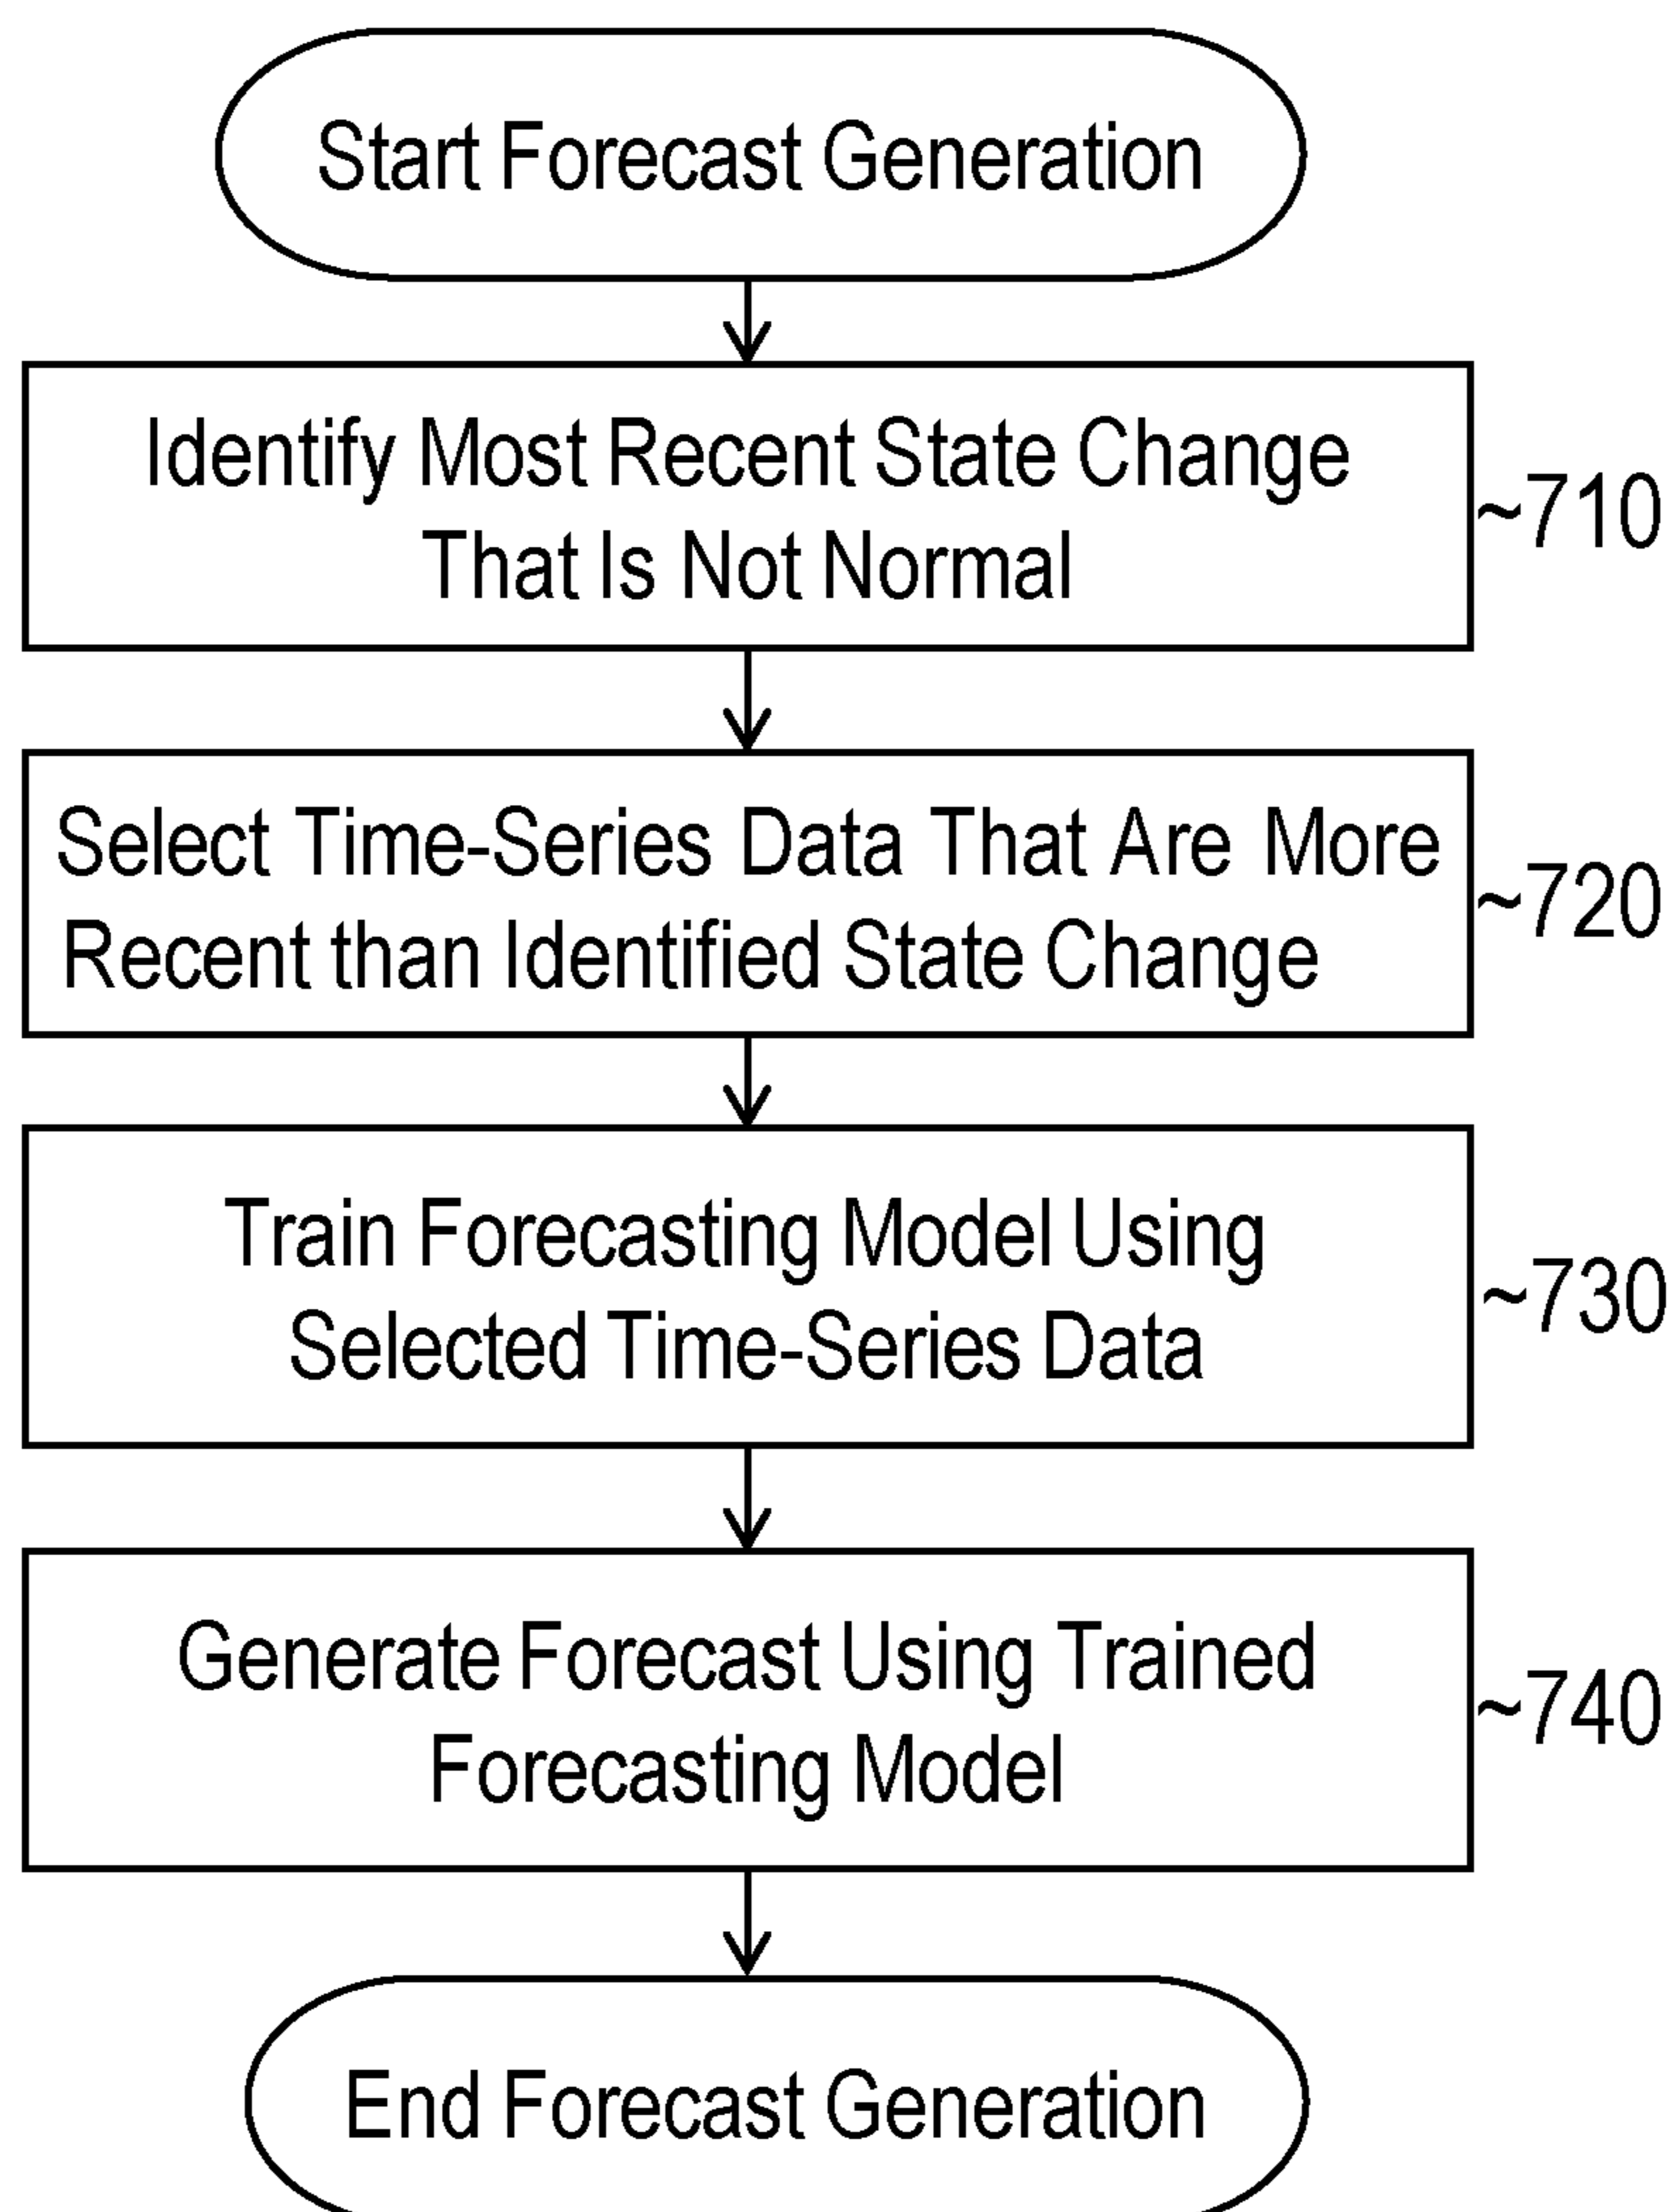 Start Forecast Generation
Identify Most Recent State Change
That Is Not Normal
~710
Select Time-Series Data That Are More
Recent than Identified State Change
~720
Train Forecasting Model Using
Selected Time-Series Data
~730
Generate Forecast Using Trained
Forecasting Model
~740
End Forecast Generation